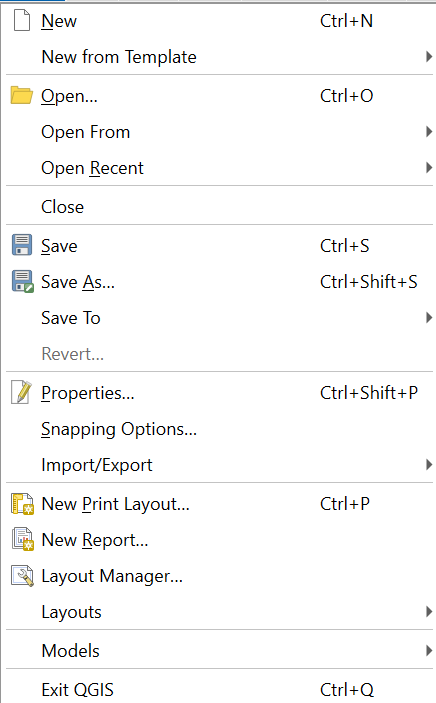 New Ctrl+N
New from Template
Open... Ctrl+O
Open From
Open Recent
Close
Save Ctrl+S
Save As... Ctrl+Shift+S
Save To
Revert...
Properties... Ctrl+Shift+P
Snapping Options...
Import/Export
New Print Layout... Ctrl+P
New Report...
Layout Manager...
Layouts
Models
Exit QGIS Ctrl+Q